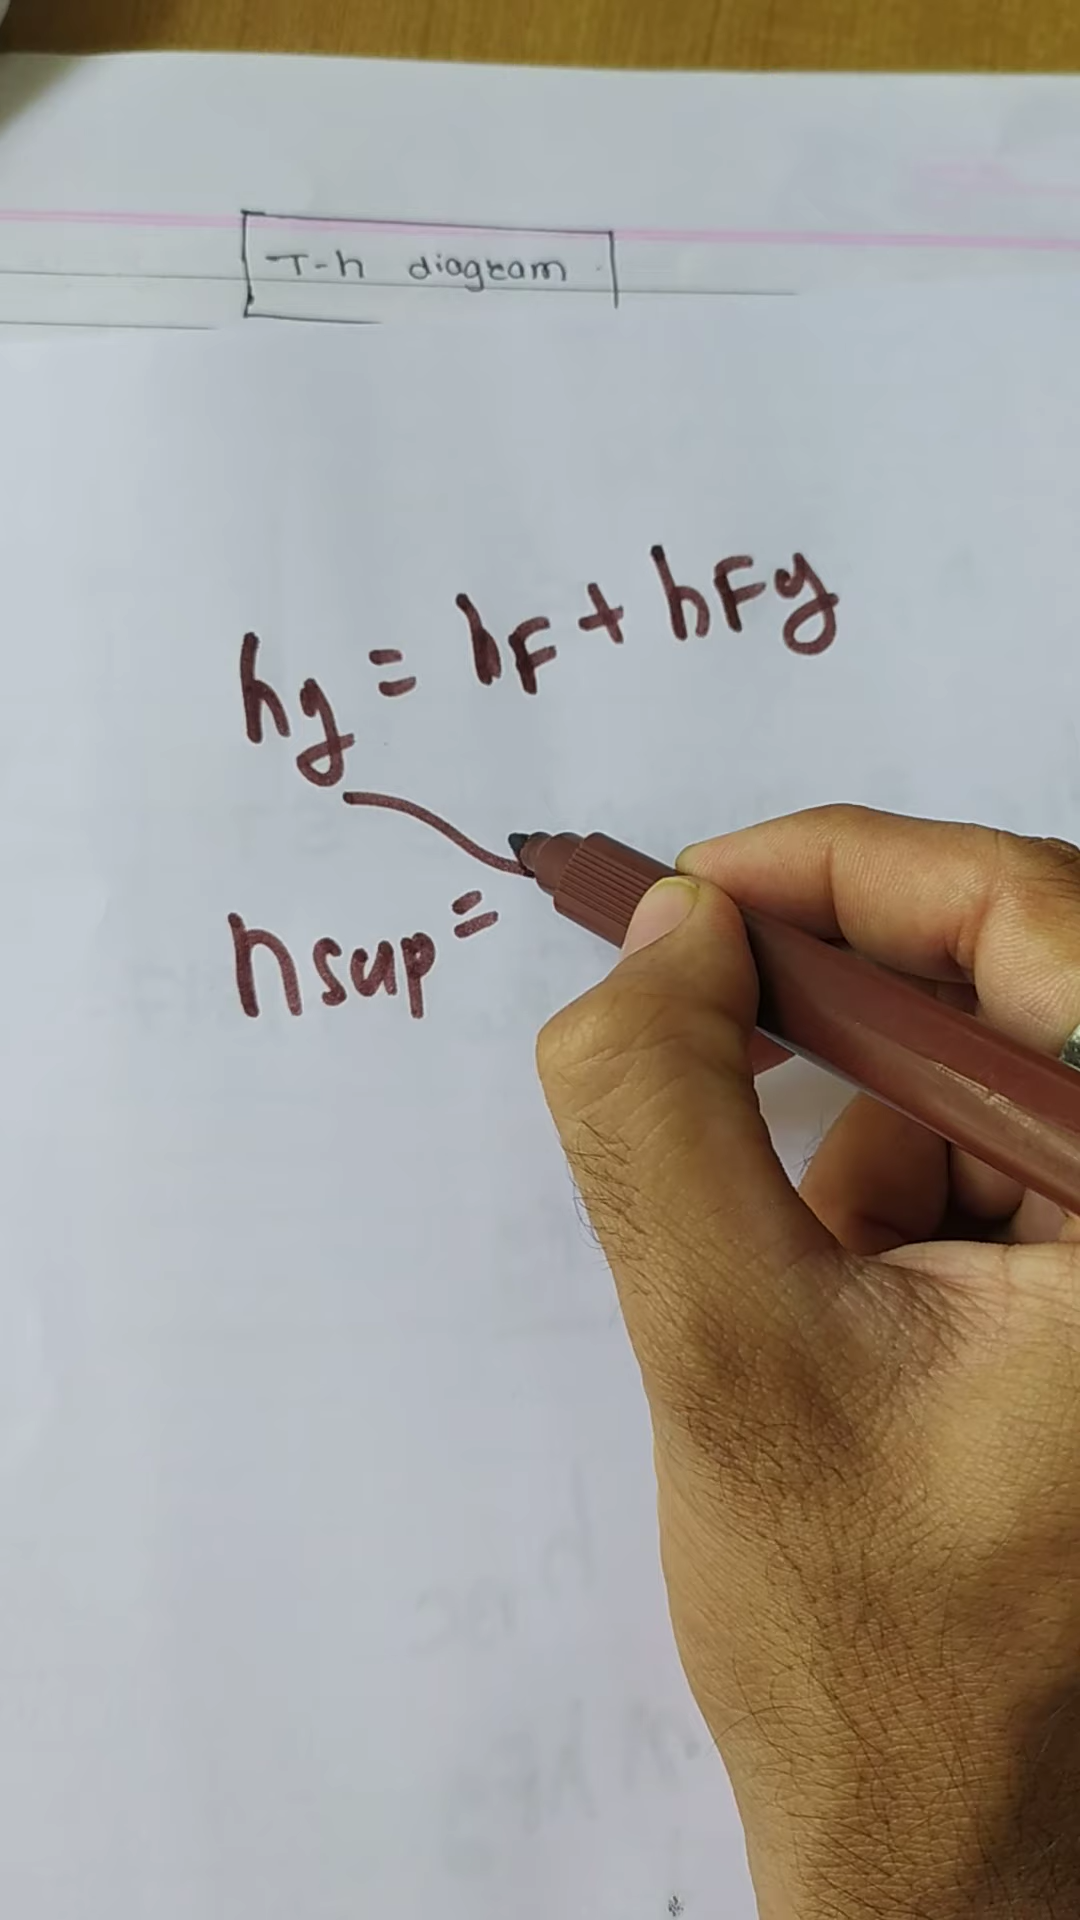 T-h diagram
hg = hF + hFg
hsup =